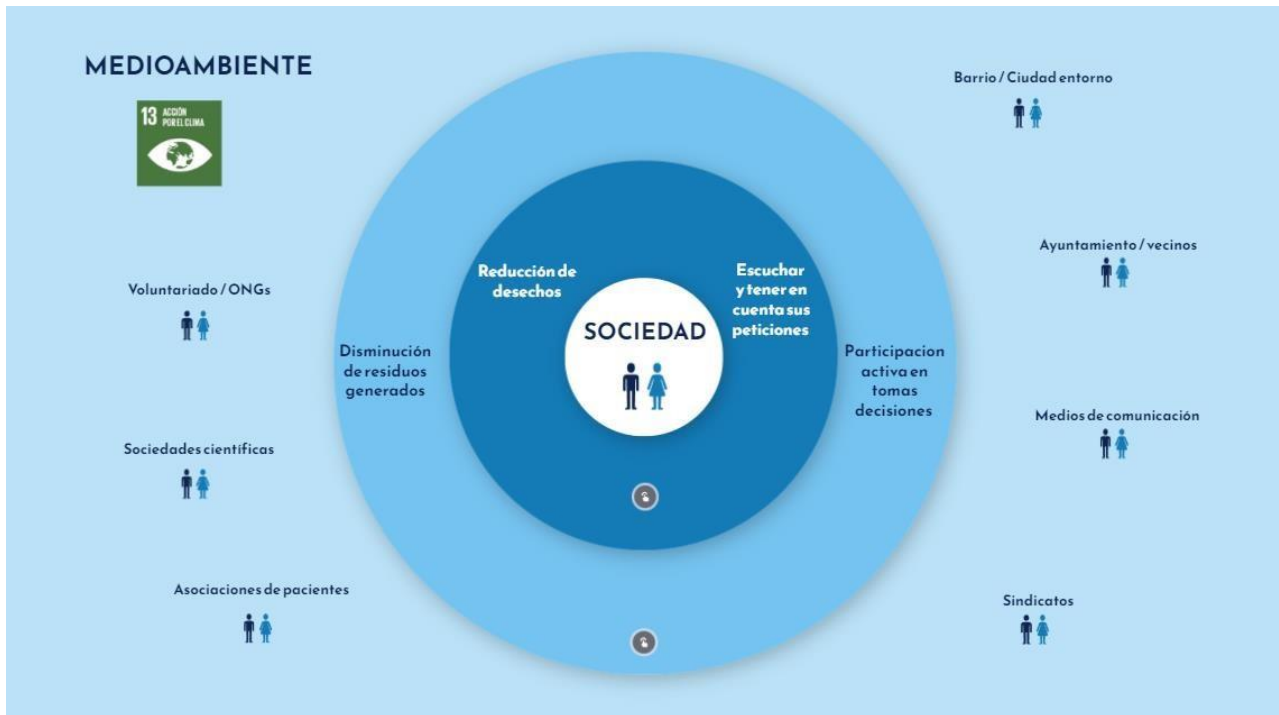 MEDIOAMBIENTE
13 ACCIÓN
POR EL CLIMA
Voluntariado / ONGs
Sociedades científicas
Asociaciones de pacientes
Disminución
de residuos
generados
Reducción de
desechos
SOCIEDAD
Escuchar
y tener en
cuenta sus
peticiones
Participacion
activa en
tomas
decisiones
Barrio / Ciudad entorno
Ayuntamiento / vecinos
Medios de comunicación
Sindicatos